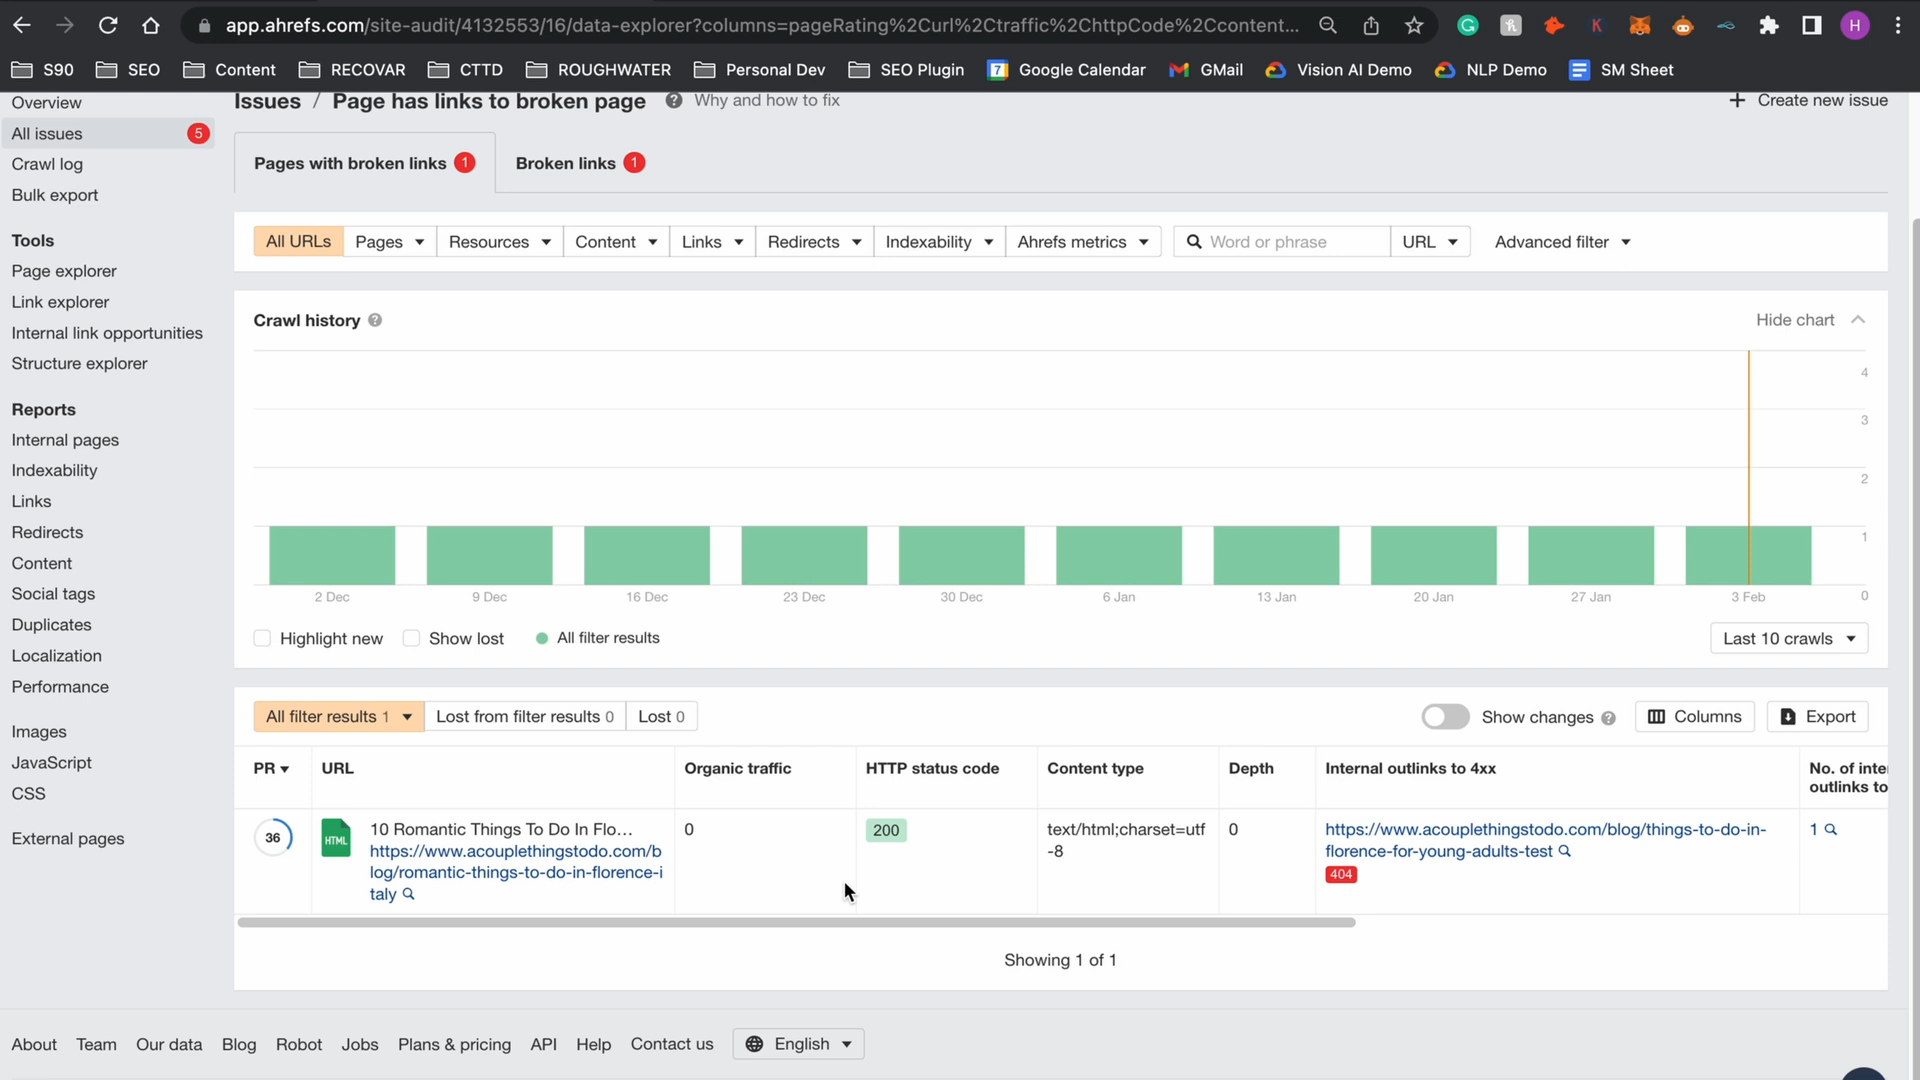 app.ahrefs.com/site-audit/4132553/16/data-explorer?columns=pageRating%2Curl%2Ctraffic%2ChttpCode%2Ccontent...
H
S90
SEO
Content
RECOVAR
CTTD
ROUGHWATER
Personal Dev
SEO Plugin
7
Google Calendar
GMail
Vision AI Demo
NLP Demo
SM Sheet
Overview
All issues 5
Crawl log
Bulk export
Tools
Page explorer
Link explorer
Internal link opportunities
Structure explorer
Reports
Internal pages
Indexability
Links
Redirects
Content
Social tags
Duplicates
Localization
Performance
Images
JavaScript
CSS
External pages
Issues / Page has links to broken page ? Why and how to fix
+ Create new issue
Pages with broken links 1
Broken links 1
All URLs
Pages
Resources
Content
Links
Redirects
Indexability
Ahrefs metrics
Word or phrase
URL
Advanced filter
Crawl history ?
Hide chart
4
3
2
1
0
2 Dec
9 Dec
16 Dec
23 Dec
30 Dec
6 Jan
13 Jan
20 Jan
27 Jan
3 Feb
Highlight new
Show lost
All filter results
Last 10 crawls
All filter results 1
Lost from filter results 0
Lost 0
Show changes ?
Columns
Export
PR
URL
Organic traffic
HTTP status code
Content type
Depth
Internal outlinks to 4xx
No. of inte
outlinks to
36
HTML
10 Romantic Things To Do In Flo...
https://www.acouplethingstodo.com/b
log/romantic-things-to-do-in-florence-i
taly
0
200
text/html;charset=utf
-8
0
https://www.acouplethingstodo.com/blog/things-to-do-in-
florence-for-young-adults-test
404
1
Showing 1 of 1
About
Team
Our data
Blog
Robot
Jobs
Plans & pricing
API
Help
Contact us
English